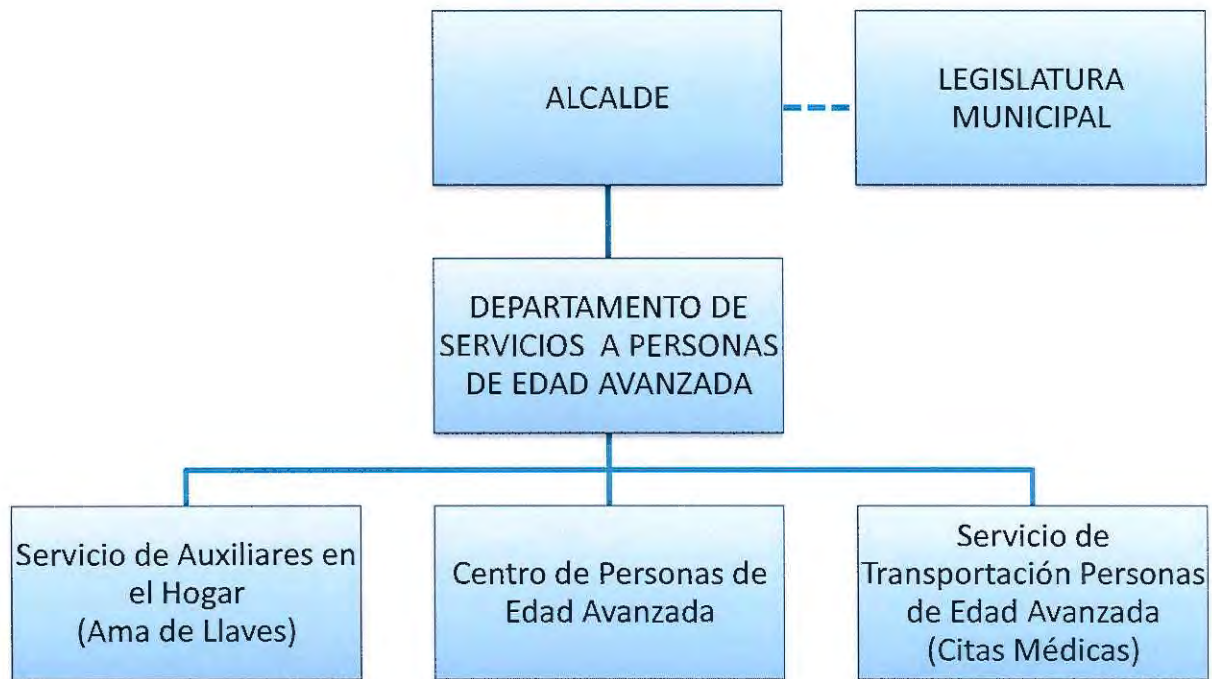 ALCALDE
LEGISLATURA
MUNICIPAL
DEPARTAMENTO DE
SERVICIOS A PERSONAS
DE EDAD AVANZADA
Servicio de Auxiliares en
el Hogar
(Ama de Llaves)
Centro de Personas de
Edad Avanzada
Servicio de
Transportación Personas
de Edad Avanzada
(Citas Médicas)